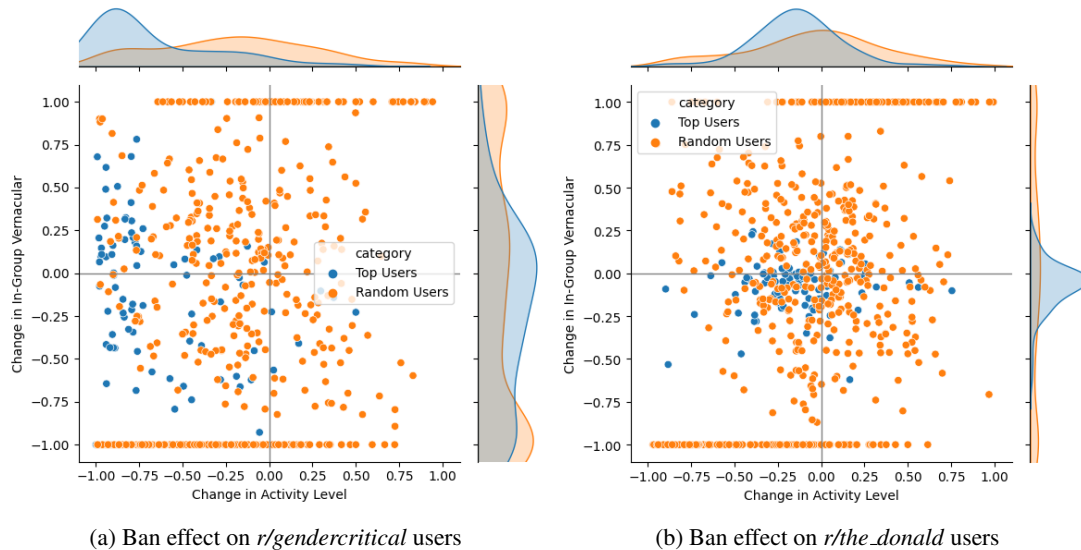 1.00
0.75
0.50
0.25
0.00
−0.25
−0.50
−0.75
−1.00
Change in In-Group Vernacular
category
Top Users
Random Users
−1.00 −0.75 −0.50 −0.25 0.00 0.25 0.50 0.75 1.00
Change in Activity Level
(a) Ban effect on r/gendercritical users
1.00
0.75
0.50
0.25
0.00
−0.25
−0.50
−0.75
−1.00
Change in In-Group Vernacular
category
Top Users
Random Users
−1.00 −0.75 −0.50 −0.25 0.00 0.25 0.50 0.75 1.00
Change in Activity Level
(b) Ban effect on r/the_donald users